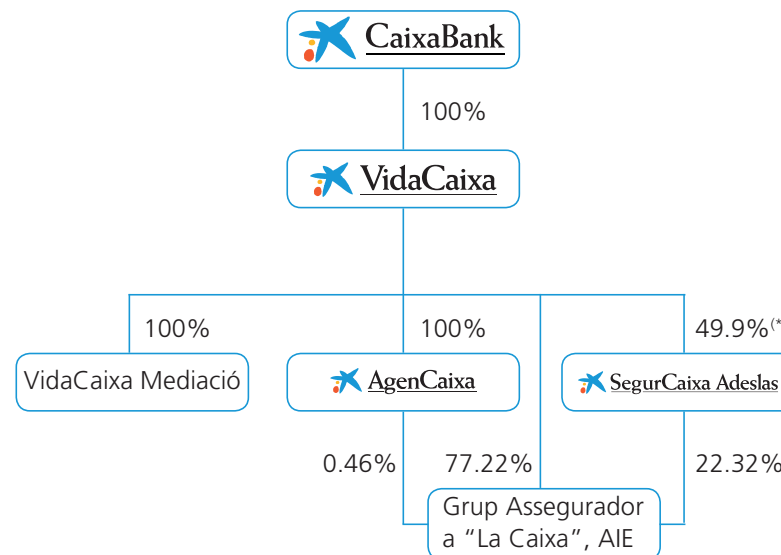 CaixaBank
100%
VidaCaixa
100%
100%
49.9%(*
VidaCaixa Mediació
AgenCaixa
SegurCaixa Adeslas
0.46%
77.22%
22.32%
Grup Assegurador
a “La Caixa”, AIE